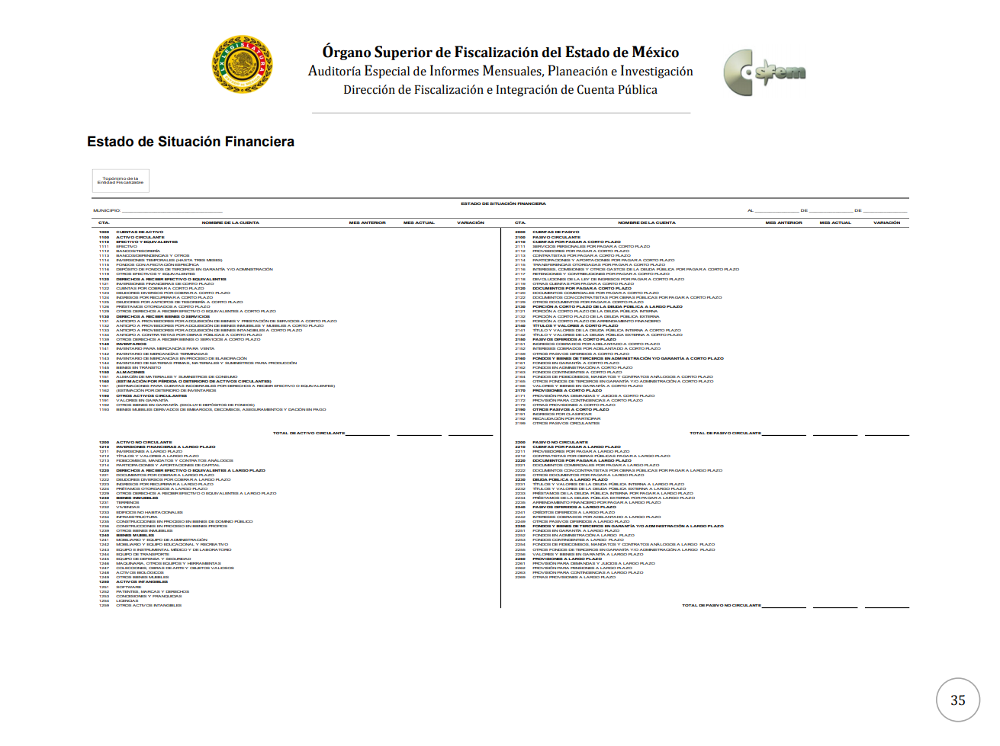 Órgano Superior de Fiscalización del Estado de México
Auditoría Especial de Informes Mensuales, Planeación e Investigación
Dirección de Fiscalización e Integración de Cuenta Pública
LX LEGISLATURA
osfem
Estado de Situación Financiera
Topónimo de la
Entidad Fiscalizable
ESTADO DE SITUACIÓN FINANCIERA
MUNICIPIO: AL DE DE
CTA. NOMBRE DE LA CUENTA MES ANTERIOR MES ACTUAL VARIACIÓN
1000 CUENTAS DE ACTIVO
1100 ACTIVO CIRCULANTE
1110 EFECTIVO Y EQUIVALENTES
1111 EFECTIVO
1112 BANCOS/TESORERÍA
1113 BANCOS/DEPENDENCIAS Y OTROS
1114 INVERSIONES TEMPORALES (HASTA TRES MESES)
1115 FONDOS CON AFECTACIÓN ESPECÍFICA
1116 DEPÓSITO DE FONDOS DE TERCEROS EN GARANTÍA Y/O ADMINISTRACIÓN
1119 OTROS EFECTIVOS Y EQUIVALENTES
1120 DERECHOS A RECIBIR EFECTIVO O EQUIVALENTES
1121 INVERSIONES FINANCIERAS DE CORTO PLAZO
1122 CUENTAS POR COBRAR A CORTO PLAZO
1123 DEUDORES DIVERSOS POR COBRAR A CORTO PLAZO
1124 INGRESOS POR RECUPERAR A CORTO PLAZO
1125 DEUDORES POR ANTICIPOS DE TESORERÍA A CORTO PLAZO
1126 PRÉSTAMOS OTORGADOS A CORTO PLAZO
1129 OTROS DERECHOS A RECIBIR EFECTIVO O EQUIVALENTES A CORTO PLAZO
1130 DERECHOS A RECIBIR BIENES O SERVICIOS
1131 ANTICIPO A PROVEEDORES POR ADQUISICIÓN DE BIENES Y PRESTACIÓN DE SERVICIOS A CORTO PLAZO
1132 ANTICIPO A PROVEEDORES POR ADQUISICIÓN DE BIENES INMUEBLES Y MUEBLES A CORTO PLAZO
1133 ANTICIPO A PROVEEDORES POR ADQUISICIÓN DE BIENES INTANGIBLES A CORTO PLAZO
1134 ANTICIPO A CONTRATISTAS POR OBRAS PÚBLICAS A CORTO PLAZO
1139 OTROS DERECHOS A RECIBIR BIENES O SERVICIOS A CORTO PLAZO
1140 INVENTARIOS
1141 INVENTARIO PARA MERCANCÍAS PARA VENTA
1142 INVENTARIO DE MERCANCÍAS TERMINADAS
1143 INVENTARIO DE MERCANCÍAS EN PROCESO DE ELABORACIÓN
1144 INVENTARIO DE MATERIAS PRIMAS, MATERIALES Y SUMINISTROS PARA PRODUCCIÓN
1145 BIENES EN TRÁNSITO
1150 ALMACENES
1151 ALMACÉN DE MATERIALES Y SUMINISTROS DE CONSUMO
1160 (ESTIMACIÓN POR PÉRDIDA O DETERIORO DE ACTIVOS CIRCULANTES)
1161 (ESTIMACIONES PARA CUENTAS INCOBRABLES POR DERECHOS A RECIBIR EFECTIVO O EQUIVALENTES)
1162 (ESTIMACIÓN POR DETERIORO DE INVENTARIOS
1190 OTROS ACTIVOS CIRCULANTES
1191 VALORES EN GARANTÍA
1192 OTROS BIENES EN GARANTÍA (EXCLUYE DEPÓSITOS DE FONDOS)
1193 BIENES MUEBLES DERIVADOS DE EMBARGOS, DECOMISOS, ASEGURAMIENTOS Y DACIÓN EN PAGO
TOTAL DE ACTIVO CIRCULANTE
1200 ACTIVO NO CIRCULANTE
1210 INVERSIONES FINANCIERAS A LARGO PLAZO
1211 INVERSIONES A LARGO PLAZO
1212 TÍTULOS Y VALORES A LARGO PLAZO
1213 FIDEICOMISOS, MANDATOS Y CONTRATOS ANÁLOGOS
1214 PARTICIPACIONES Y APORTACIONES DE CAPITAL
1220 DERECHOS A RECIBIR EFECTIVO O EQUIVALENTES A LARGO PLAZO
1221 DOCUMENTOS POR COBRAR A LARGO PLAZO
1222 DEUDORES DIVERSOS POR COBRAR A LARGO PLAZO
1223 INGRESOS POR RECUPERAR A LARGO PLAZO
1224 PRÉTAMOS OTORGADOS A LARGO PLAZO
1229 OTROS DERECHOS A RECIBIR EFECTIVO O EQUIVALENTES A LARGO PLAZO
1230 BIENES INMUEBLES
1231 TERRENOS
1232 VIVIENDAS
1233 EDIFICIOS NO HABITACIONALES
1234 INFRAESTRUCTURA
1235 CONSTRUCCIONES EN PROCESO EN BIENES DE DOMINIO PÚBLICO
1236 CONSTRUCCIONES EN PROCESO EN BIENES PROPIOS
1239 OTROS BIENES INMUEBLES
1240 BIENES MUEBLES
1241 MOBILIARIO Y EQUIPO DE ADMINISTRACIÓN
1242 MOBILIARIO Y EQUIPO EDUCACIONAL Y RECREATIVO
1243 EQUIPO E INSTRUMENTAL MÉDICO Y DE LABORATORIO
1244 EQUIPO DE TRANSPORTE
1245 EQUIPO DE DEFENSA Y SEGURIDAD
1246 MAQUINARIA, OTROS EQUIPOS Y HERRAMIENTAS
1247 COLECCIONES, OBRAS DE ARTE Y OBJETOS VALIOSOS
1248 ACTIVOS BIOLÓGICOS
1249 OTROS BIENES MUEBLES
1250 ACTIVOS INTANGIBLES
1251 SOFTWARE
1252 PATENTES, MARCAS Y DERECHOS
1253 CONCESIONES Y FRANQUICIAS
1254 LICENCIAS
1259 OTROS ACTIVOS INTANGIBLES
CTA. NOMBRE DE LA CUENTA MES ANTERIOR MES ACTUAL VARIACIÓN
2000 CUENTAS DE PASIVO
2100 PASIVO CIRCULANTE
2110 CUENTAS POR PAGAR A CORTO PLAZO
2111 SERVICIOS PERSONALES POR PAGAR A CORTO PLAZO
2112 PROVEEDORES POR PAGAR A CORTO PLAZO
2113 CONTRATISTAS POR PAGAR A CORTO PLAZO
2114 PARTICIPACIONES Y APORTACIONES POR PAGAR A CORTO PLAZO
2115 TRANSFERENCIAS OTORGADAS POR PAGAR A CORTO PLAZO
2116 INTERESES, COMISIONES Y OTROS GASTOS DE LA DEUDA PÚBLICA POR PAGAR A CORTO PLAZO
2117 RETENCIONES Y CONTRIBUCIONES POR PAGAR A CORTO PLAZO
2118 DEVOLUCIONES DE LA LEY DE INGRESOS POR PAGAR A CORTO PLAZO
2119 OTRAS CUENTAS POR PAGAR A CORTO PLAZO
2120 DOCUMENTOS POR PAGAR A CORTO PLAZO
2120 DOCUMENTOS COMERCIALES POR PAGAR A CORTO PLAZO
2122 DOCUMENTOS CON CONTRATISTAS POR OBRAS PÚBLICAS POR PAGAR A CORTO PLAZO
2129 OTROS DOCUMENTOS POR PAGAR A CORTO PLAZO
2130 PORCIÓN A CORTO PLAZO DE LA DEUDA PÚBLICA A LARGO PLAZO
2131 PORCIÓN A CORTO PLAZO DE LA DEUDA PÚBLICA INTERNA
2132 PORCIÓN A CORTO PLAZO DE LA DEUDA PÚBLICA EXTERNA
2133 PORCIÓN A CORTO PLAZO DE ARRENDAMIENTO FINANCIERO
2140 TÍTULOS Y VALORES A CORTO PLAZO
2141 TÍTULO Y VALORES DE LA DEUDA PÚBLICA INTERNA A CORTO PLAZO
2142 TÍTULO Y VALORES DE LA DEUDA PÚBLICA EXTERNA A CORTO PLAZO
2150 PASIVOS DIFERIDOS A CORTO PLAZO
2151 INGRESOS COBRADOS POR ADELANTADO A CORTO PLAZO
2152 INTERESES COBRADOS POR ADELANTADO A CORTO PLAZO
2159 OTROS PASIVOS DIFERIDOS A CORTO PLAZO
2160 FONDOS Y BIENES DE TERCEROS EN ADMINISTRACIÓN Y/O GARANTÍA A CORTO PLAZO
2161 FONDOS EN GARANTÍA A CORTO PLAZO
2162 FONDOS EN ADMINISTRACIÓN A CORTO PLAZO
2163 FONDOS CONTINGENTES A CORTO PLAZO
2164 FONDOS DE FIDEICOMISOS, MANDATOS Y CONTRATOS ANÁLOGOS A CORTO PLAZO
2165 OTROS FONDOS DE TERCEROS EN GARANTÍA Y/O ADMINISTRACIÓN A CORTO PLAZO
2166 VALORES Y BIENES EN GARANTÍA A CORTO PLAZO
2170 PROVISIONES A CORTO PLAZO
2171 PROVISIÓN PARA DEMANDAS Y JUICIOS A CORTO PLAZO
2172 PROVISIÓN PARA CONTINGENCIAS A CORTO PLAZO
2179 OTRAS PROVISIONES A CORTO PLAZO
2190 OTROS PASIVOS A CORTO PLAZO
2191 INGRESOS POR CLASIFICAR
2192 RECAUDACIÓN POR PARTICIPAR
2199 OTROS PASIVOS CIRCULANTES
TOTAL DE PASIVO CIRCULANTE
2200 PASIVO NO CIRCULANTE
2210 CUENTAS POR PAGAR A LARGO PLAZO
2211 PROVEEDORES POR PAGAR A LARGO PLAZO
2212 CONTRATISTAS POR OBRAS PÚBLICAS PAGAR A LARGO PLAZO
2220 DOCUMENTOS POR PAGAR A LARGO PLAZO
2221 DOCUMENTOS COMERCIALES POR PAGAR A LARGO PLAZO
2222 DOCUMENTOS CON CONTRATISTAS POR OBRAS PÚBLICAS POR PAGAR A LARGO PLAZO
2229 OTROS DOCUMENTOS POR PAGAR A LARGO PLAZO
2230 DEUDA PÚBLICA A LARGO PLAZO
2231 TÍTULOS Y VALORES DE LA DEUDA PÚBLICA INTERNA A LARGO PLAZO
2232 TÍTULOS Y VALORES DE LA DEUDA PÚBLICA EXTERNA A LARGO PLAZO
2233 PRÉSTAMOS DE LA DEUDA PÚBLICA INTERNA POR PAGAR A LARGO PLAZO
2234 PRÉSTAMOS DE LA DEUDA PÚBLICA EXTERNA POR PAGAR A LARGO PLAZO
2235 ARRENDAMIENTO FINANCIERO POR PAGAR A LARGO PLAZO
2240 PASIVOS DIFERIDOS A LARGO PLAZO
2241 CRÉDITOS DIFERIDOS A LARGO PLAZO
2242 INTERESES COBRADOS POR ADELANTADO A LARGO PLAZO
2249 OTROS PASIVOS DIFERIDOS A LARGO PLAZO
2250 FONDOS Y BIENES DE TERCEROS EN GARANTÍA Y/O ADMINISTRACIÓN A LARGO PLAZO
2251 FONDOS EN GARANTÍA A LARGO PLAZO
2252 FONDOS EN ADMINISTRACIÓN A LARGO PLAZO
2253 FONDOS CONTINGENTES A LARGO PLAZO
2254 FONDOS DE FIDEICOMISOS, MANDATOS Y CONTRATOS ANÁLOGOS A LARGO PLAZO
2255 OTROS FONDOS DE TERCEROS EN GARANTÍA Y/O ADMINISTRACIÓN A LARGO PLAZO
2256 VALORES Y BIENES EN GARANTÍA A LARGO PLAZO
2260 PROVISIONES A LARGO PLAZO
2261 PROVISIÓN PARA DEMANDAS Y JUICIOS A LARGO PLAZO
2262 PROVISIÓN PARA PENSIONES A LARGO PLAZO
2263 PROVISIÓN PARA CONTINGENCIAS A LARGO PLAZO
2269 OTRAS PROVISIONES A LARGO PLAZO
TOTAL DE PASIVO NO CIRCULANTE
35